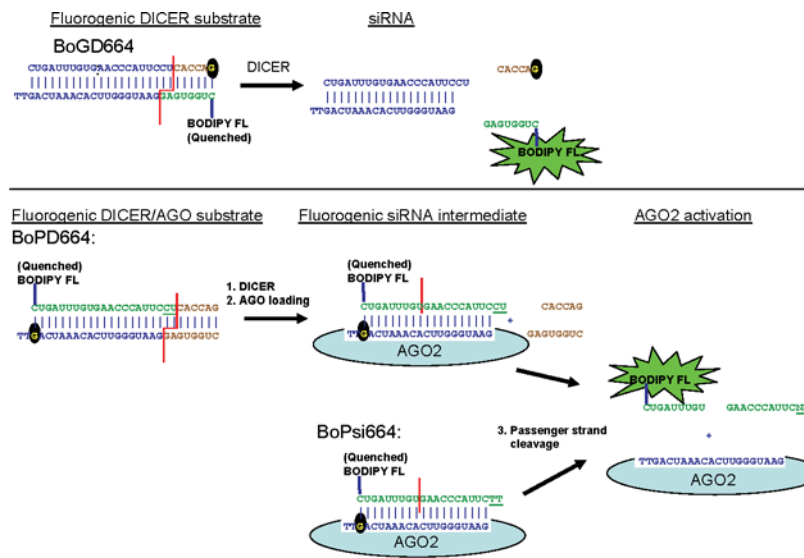 Fluorogenic DICER substrate
siRNA
BoGD664
CUGAUUUGUGUAACCCAUUCCUCACCAG
DICER
CACCAG
CUGAUUUGUGAACCCAUUCCU
UUGACUAAACACUUGGGUAAGGAGUGGUC
TTGACUAAACACUUGGGUAAG
BODIPY FL
(Quenched)
GAGUGGUC
BODIPY FL
Fluorogenic DICER/AGO substrate
Fluorogenic siRNA intermediate
AGO2 activation
BoPD664:
(Quenched)
BODIPY FL
1. DICER
2. AGO loading
(Quenched)
BODIPY FL
CUGAUUUGUGAACCCAUUCCUCACCAG
CUGAUUUGUGAACCCAUUCCU
CACCAG
TTGACUAAACACUUGGGUAAGGAGUGGUC
TTGACUAAACACUUGGGUAAG
+
GAGUGGUC
AGO2
BODIPY FL
CUGAUUUGU GAACCCAUUCN
BoPsi664:
3. Passenger strand
cleavage
+
(Quenched)
BODIPY FL
TTGACUAAACACUUGGGUAAG
AGO2
CUGAUUUGUGAACCCAUUCTT
TTGACUAAACACUUGGGUAAG
AGO2